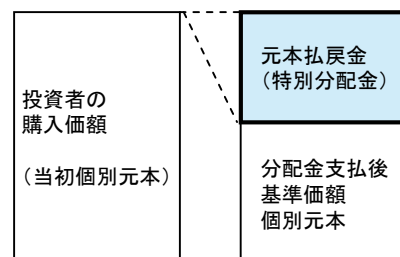 投資者の
購入価額
（当初個別元本）
元本払戻金
（特別分配金）
分配金支払後
基準価額
個別元本